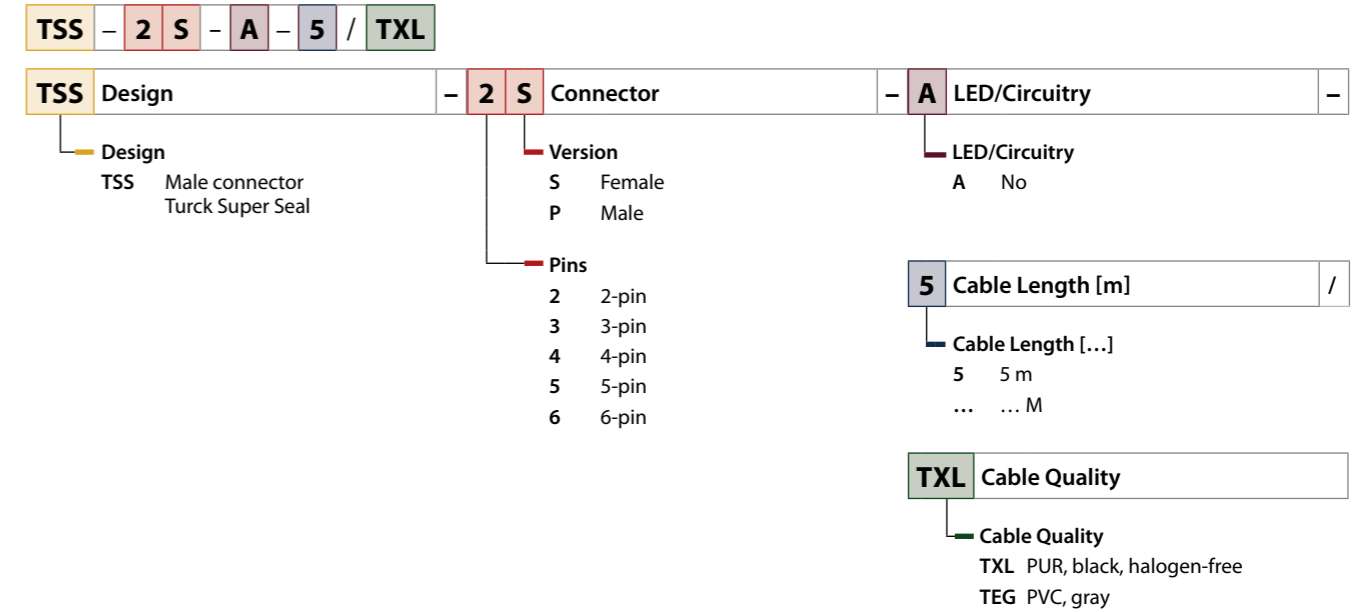 TSS – 2 S – A – 5 / TXL
TSS Design – 2 S Connector – A LED/Circuitry –
Design
TSS Male connector
Turck Super Seal
Version
S Female
P Male
Pins
2 2-pin
3 3-pin
4 4-pin
5 5-pin
6 6-pin
LED/Circuitry
A No
5 Cable Length [m] /
Cable Length […]
5 5 m
… … M
TXL Cable Quality
Cable Quality
TXL PUR, black, halogen-free
TEG PVC, gray